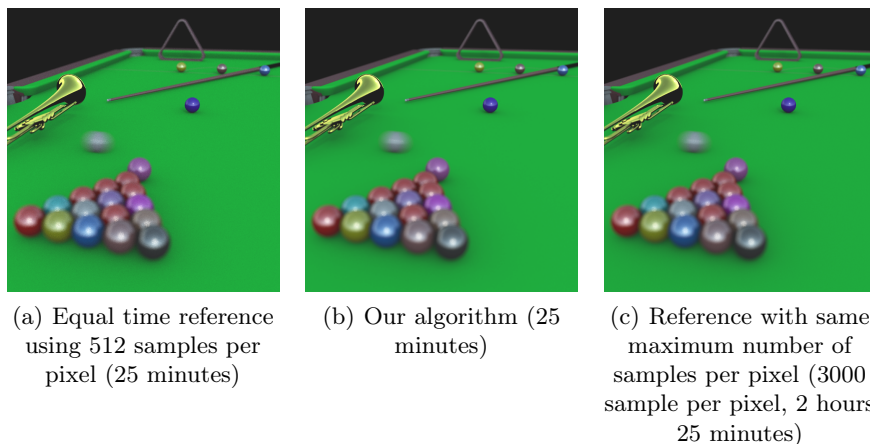 (a) Equal time reference
using 512 samples per
pixel (25 minutes)
(b) Our algorithm (25
minutes)
(c) Reference with same
maximum number of
samples per pixel (3000
sample per pixel, 2 hours
25 minutes)